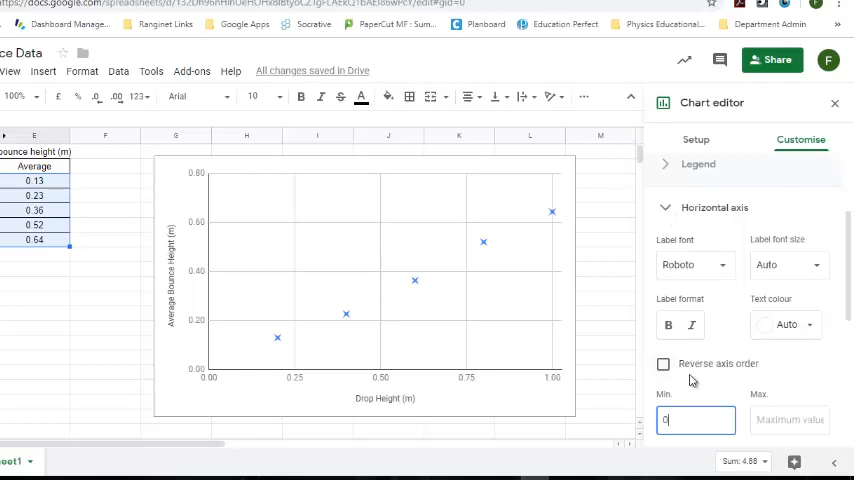 Dashboard Manage...
Ranginet Links
Google Apps
Socrative
PaperCut MF : Sum...
Planboard
Education Perfect
Physics Educational...
Department Admin
»
ce Data
View Insert Format Data Tools Add-ons Help All changes saved in Drive
Share
F
100% £ % .0 .00 123 Arial 10 B I S A ...
Chart editor
Setup Customise
E F G H I J K L M
bounce height (m)
Average
0.13
0.23
0.36
0.52
0.64
0.80
0.60
0.40
0.20
0.00
Average Bounce Height (m)
0.00 0.25 0.50 0.75 1.00
Drop Height (m)
Legend
Horizontal axis
Label font Label font size
Roboto Auto
Label format Text colour
B I Auto
Reverse axis order
Min. Max.
0 Maximum value
eet1
Sum: 4.88